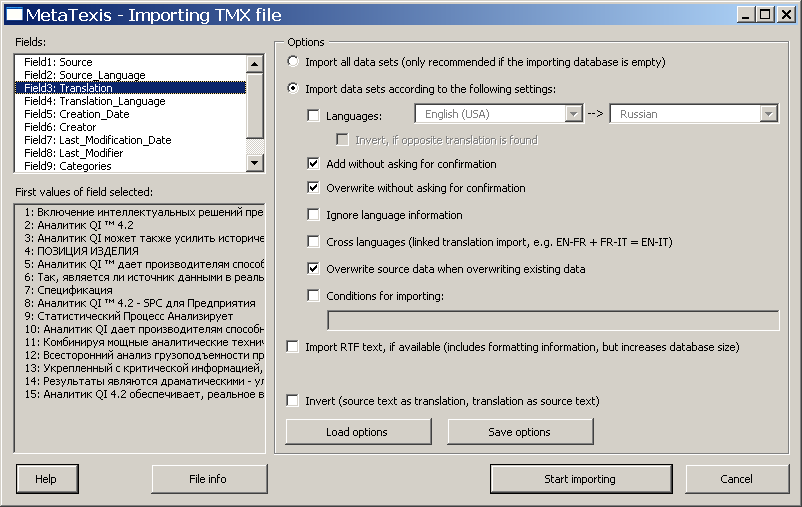 MetaTexis - Importing TMX file
Fields:
Field1: Source
Field2: Source_Language
Field3: Translation
Field4: Translation_Language
Field5: Creation_Date
Field6: Creator
Field7: Last_Modification_Date
Field8: Last_Modifier
Field9: Categories
First values of field selected:
1: Включение интеллектуальных решений пре
2: Аналитик QI ™ 4.2
3: Аналитик QI может также усилить историче
4: ПОЗИЦИЯ ИЗДЕЛИЯ
5: Аналитик QI ™ дает производителям способ
6: Так, является ли источник данными в реаль
7: Спецификация
8: Аналитик QI ™ 4.2 - SPC для Предприятия
9: Статистический Процесс Анализирует
10: Аналитик QI дает производителям способн
11: Комбинируя мощные аналитические технич
12: Всесторонний анализ грузоподъемности пр
13: Укрепленный с критической информацией,
14: Результаты являются драматическими - ул
15: Аналитик QI 4.2 обеспечивает, реальное в
Options
Import all data sets (only recommended if the importing database is empty)
Import data sets according to the following settings:
Languages: English (USA) --> Russian
Invert, if opposite translation is found
Add without asking for confirmation
Overwrite without asking for confirmation
Ignore language information
Cross languages (linked translation import, e.g. EN-FR + FR-IT = EN-IT)
Overwrite source data when overwriting existing data
Conditions for importing:
Import RTF text, if available (includes formatting information, but increases database size)
Invert (source text as translation, translation as source text)
Load options Save options
Help File info Start importing Cancel